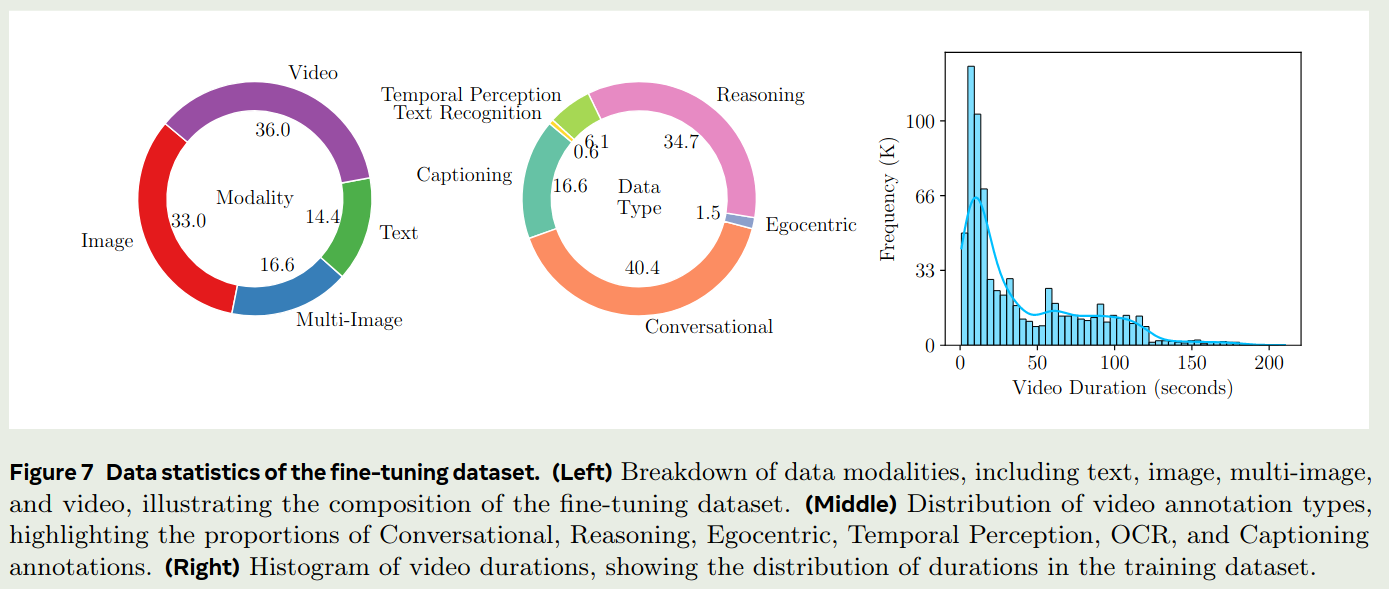 Video
36.0
Modality
33.0
14.4
Image
Text
16.6
Multi-Image
Temporal Perception
Text Recognition
Reasoning
6.1
0.6
34.7
Captioning
16.6
Data
Type
1.5
Egocentric
40.4
Conversational
Frequency (K)
100
66
33
0
0 50 100 150 200
Video Duration (seconds)
Figure 7 Data statistics of the fine-tuning dataset. (Left) Breakdown of data modalities, including text, image, multi-image,
and video, illustrating the composition of the fine-tuning dataset. (Middle) Distribution of video annotation types,
highlighting the proportions of Conversational, Reasoning, Egocentric, Temporal Perception, OCR, and Captioning
annotations. (Right) Histogram of video durations, showing the distribution of durations in the training dataset.